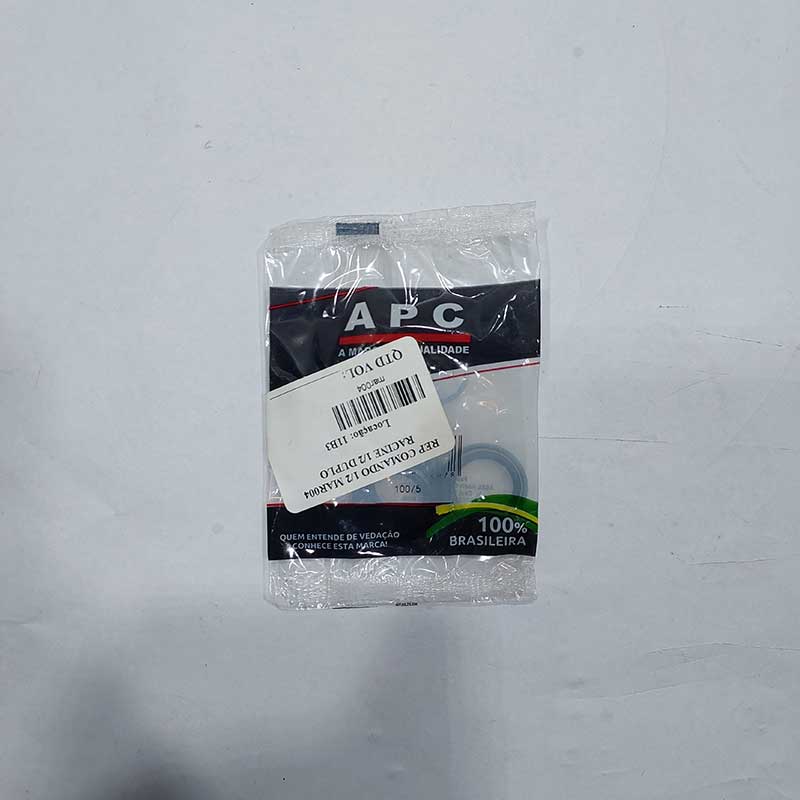 APC
A MA UALIDADE
REP COMANDO 1/2 MAR004
RACINE 1/2 DUPLO
Locação: 11B3
mar004
QTD VOL:
100/5
QUEM ENTENDE DE VEDAÇÃO
CONHECE ESTA MARCA!
100%
BRASILEIRA